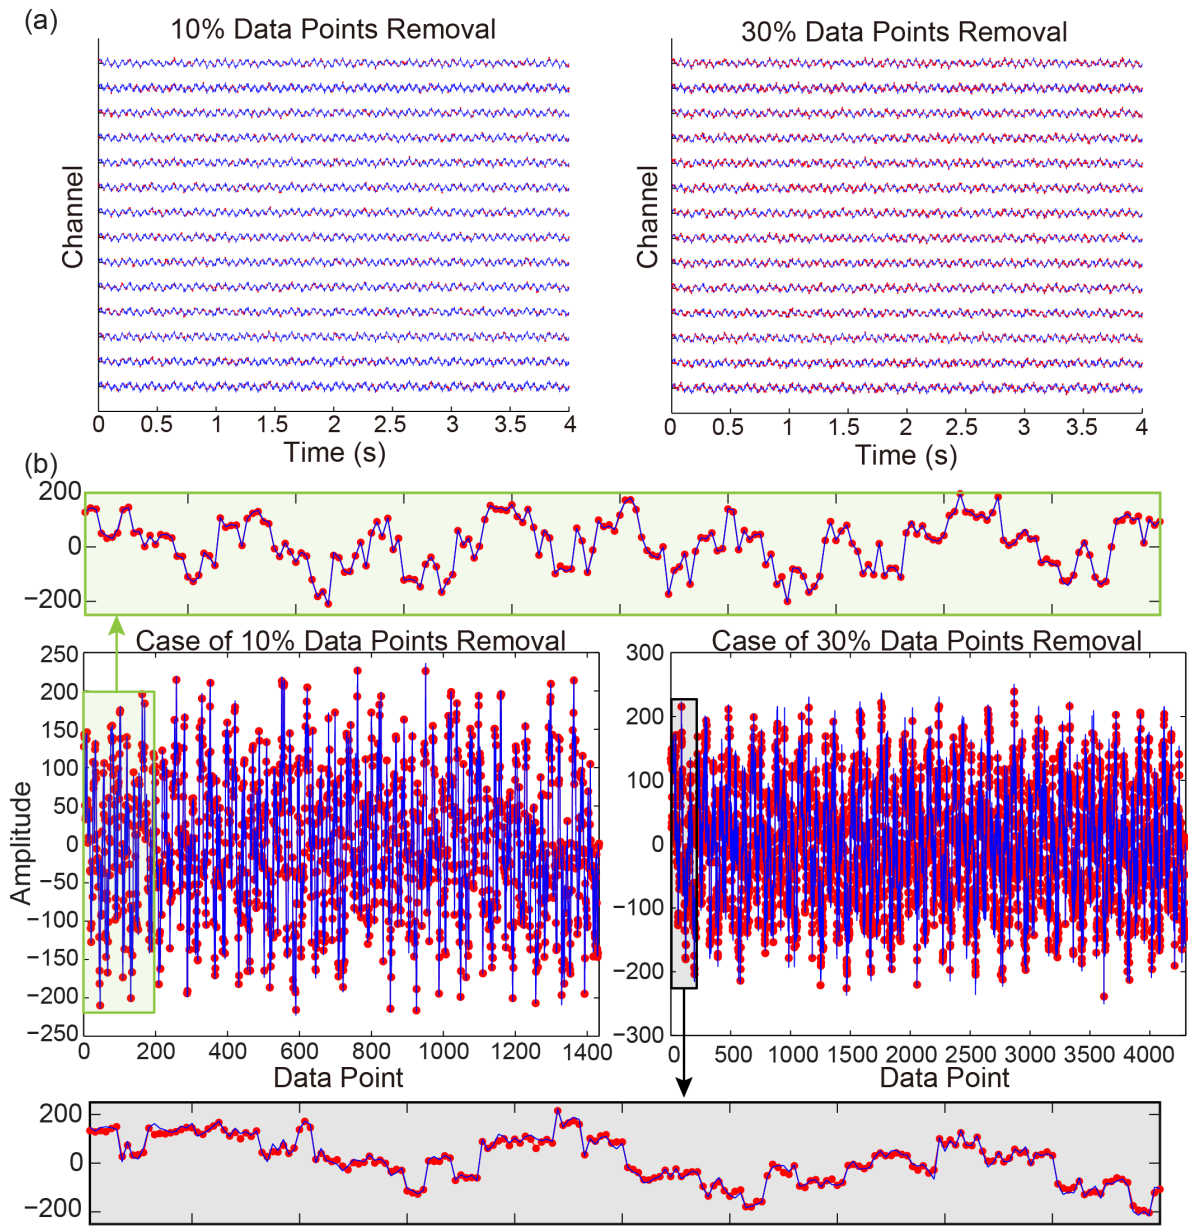 (a)
10% Data Points Removal
30% Data Points Removal
Channel
Channel
0 0.5 1 1.5 2 2.5 3 3.5 4
0 0.5 1 1.5 2 2.5 3 3.5 4
Time (s)
Time (s)
(b)
200
0
−200
Case of 10% Data Points Removal
Case of 30% Data Points Removal
Amplitude
250
200
150
100
50
0
−50
−100
−150
−200
−250
300
200
100
0
−100
−200
−300
0 200 400 600 800 1000 1200 1400
0 500 1000 1500 2000 2500 3000 3500 4000
Data Point
Data Point
200
0
−200